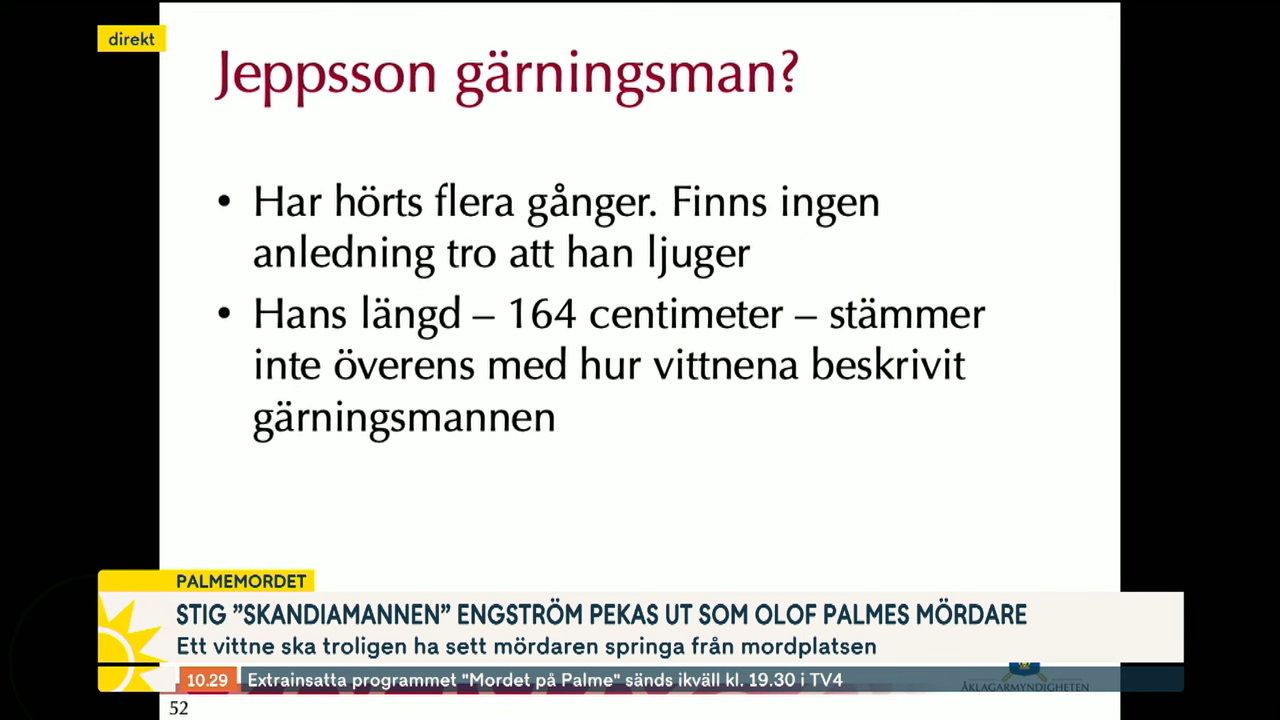 direkt
Jeppsson gärningsman?
• Har hörts flera gånger. Finns ingen
anledning tro att han ljuger
• Hans längd – 164 centimeter – stämmer
inte överens med hur vittnena beskrivit
gärningsmannen
PALMEMORDET
STIG ”SKANDIAMANNEN” ENGSTRÖM PEKAS UT SOM OLOF PALMES MÖRDARE
Ett vittne ska troligen ha sett mördaren springa från mordplatsen
10.29 Extrainsatta programmet "Mordet på Palme" sänds ikväll kl. 19.30 i TV4
ÅKLAGARMYNDIGHETEN
52